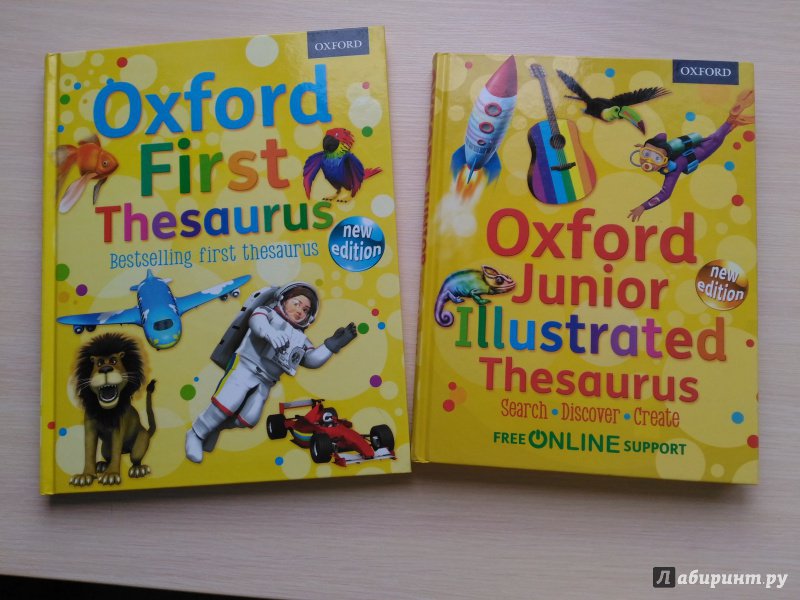 OXFORD
Oxford
First
Thesaurus
Bestselling first thesaurus
new
edition
OXFORD
Oxford
Junior
Illustrated
Thesaurus
new
edition
Search • Discover • Create
FREE ONLINE SUPPORT
Лабиринт.ру